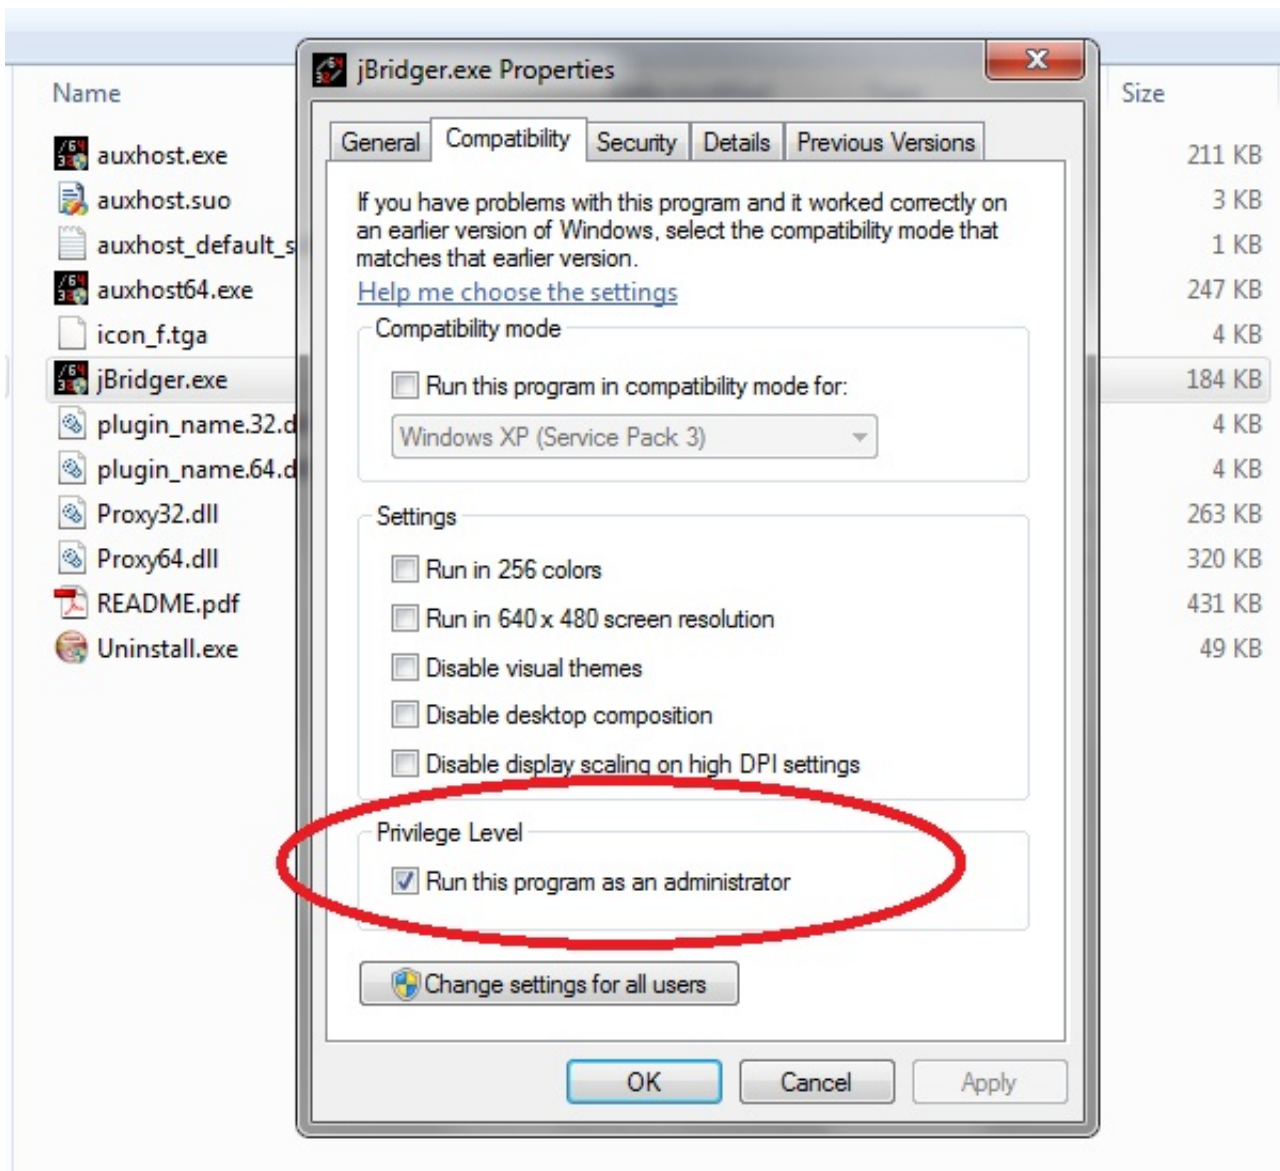 jBridger.exe Properties
Name
Size
General
Compatibility
Security
Details
Previous Versions
auxhost.exe
211 KB
auxhost.suo
3 KB
auxhost_default_s
1 KB
auxhost64.exe
247 KB
icon_f.tga
4 KB
jBridger.exe
184 KB
plugin_name.32.d
4 KB
plugin_name.64.d
4 KB
Proxy32.dll
263 KB
Proxy64.dll
320 KB
README.pdf
431 KB
Uninstall.exe
49 KB
If you have problems with this program and it worked correctly on
an earlier version of Windows, select the compatibility mode that
matches that earlier version.
Help me choose the settings
Compatibility mode
Run this program in compatibility mode for:
Windows XP (Service Pack 3)
Settings
Run in 256 colors
Run in 640 x 480 screen resolution
Disable visual themes
Disable desktop composition
Disable display scaling on high DPI settings
Privilege Level
Run this program as an administrator
Change settings for all users
OK
Cancel
Apply